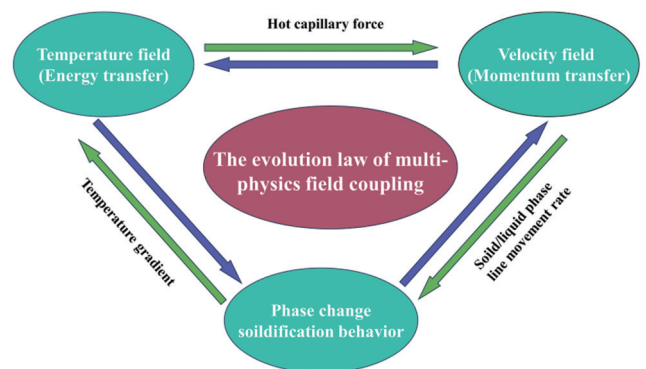 Hot capillary force
Temperature field
(Energy transfer)
Velocity field
(Momentum transfer)
The evolution law of multi-
physics field coupling
Temperature gradient
Soild/liquid phase
line movement rate
Phase change
soildification behavior